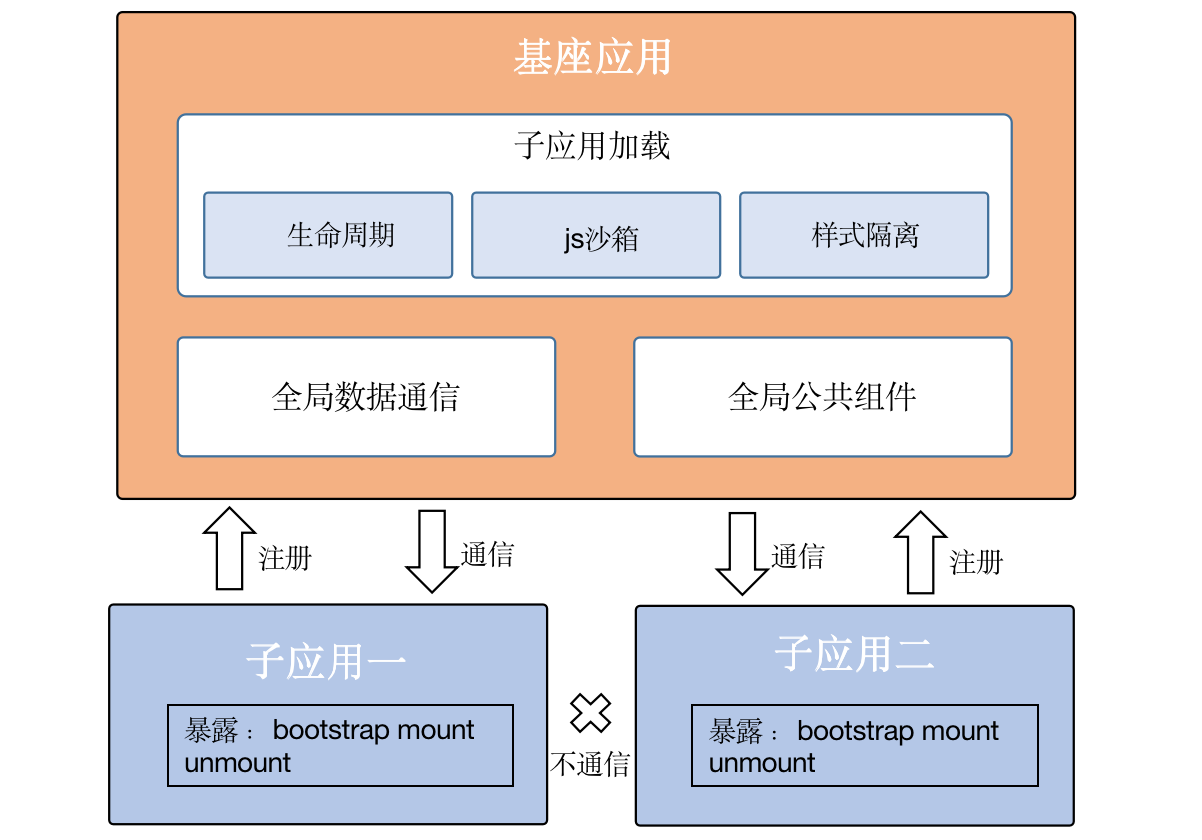 基座应用
子应用加载
生命周期
js沙箱
样式隔离
全局数据通信
全局公共组件
注册
通信
通信
注册
子应用一
暴露： bootstrap mount
unmount
不通信
子应用二
暴露： bootstrap mount
unmount